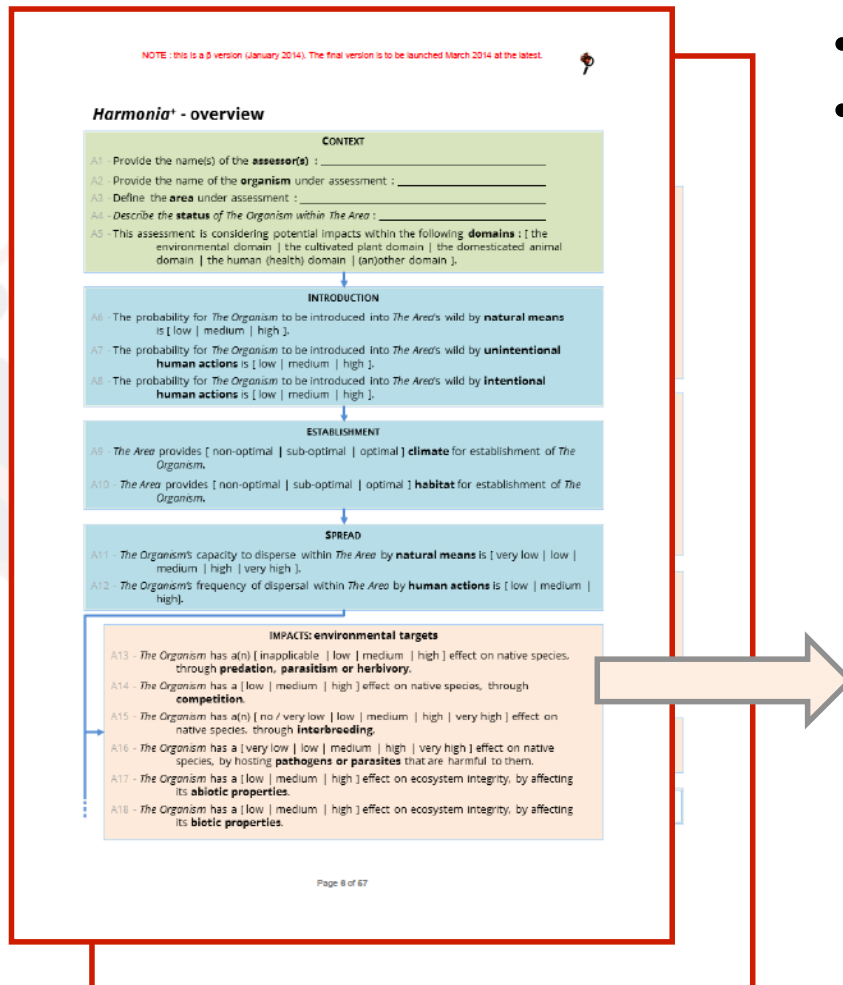 NOTE : this is a β version (January 2014). The final version is to be launched March 2014 at the latest.
Harmonia+ - overview
CONTEXT
A1 - Provide the name(s) of the assessor(s) : ____
A2 - Provide the name of the organism under assessment : ____
A3 - Define the area under assessment : ____
A4 - Describe the status of The Organism within The Area : ____
A5 - This assessment is considering potential impacts within the following domains : [ the
environmental domain | the cultivated plant domain | the domesticated animal
domain | the human (health) domain | (an)other domain ].
INTRODUCTION
A6 - The probability for The Organism to be introduced into The Area's wild by natural means
is [ low | medium | high ].
A7 - The probability for The Organism to be introduced into The Area's wild by unintentional
human actions is [ low | medium | high ].
A8 - The probability for The Organism to be introduced into The Area's wild by intentional
human actions is [ low | medium | high ].
ESTABLISHMENT
A9 - The Area provides [ non-optimal | sub-optimal | optimal ] climate for establishment of The
Organism.
A10 - The Area provides [ non-optimal | sub-optimal | optimal ] habitat for establishment of The
Organism.
SPREAD
A11 - The Organism's capacity to disperse within The Area by natural means is [ very low | low |
medium | high | very high ].
A12 - The Organism's frequency of dispersal within The Area by human actions is [ low | medium |
high].
IMPACTS: environmental targets
A13 - The Organism has a(n) [ inapplicable | low | medium | high ] effect on native species,
through predation, parasitism or herbivory.
A14 - The Organism has a [ low | medium | high ] effect on native species, through
competition.
A15 - The Organism has a(n) [ no / very low | low | medium | high | very high ] effect on
native species, through interbreeding.
A16 - The Organism has a [ very low | low | medium | high | very high ] effect on native
species, by hosting pathogens or parasites that are harmful to them.
A17 - The Organism has a [ low | medium | high ] effect on ecosystem integrity, by affecting
its abiotic properties.
A18 - The Organism has a [ low | medium | high ] effect on ecosystem integrity, by affecting
its biotic properties.
Page 6 of 67